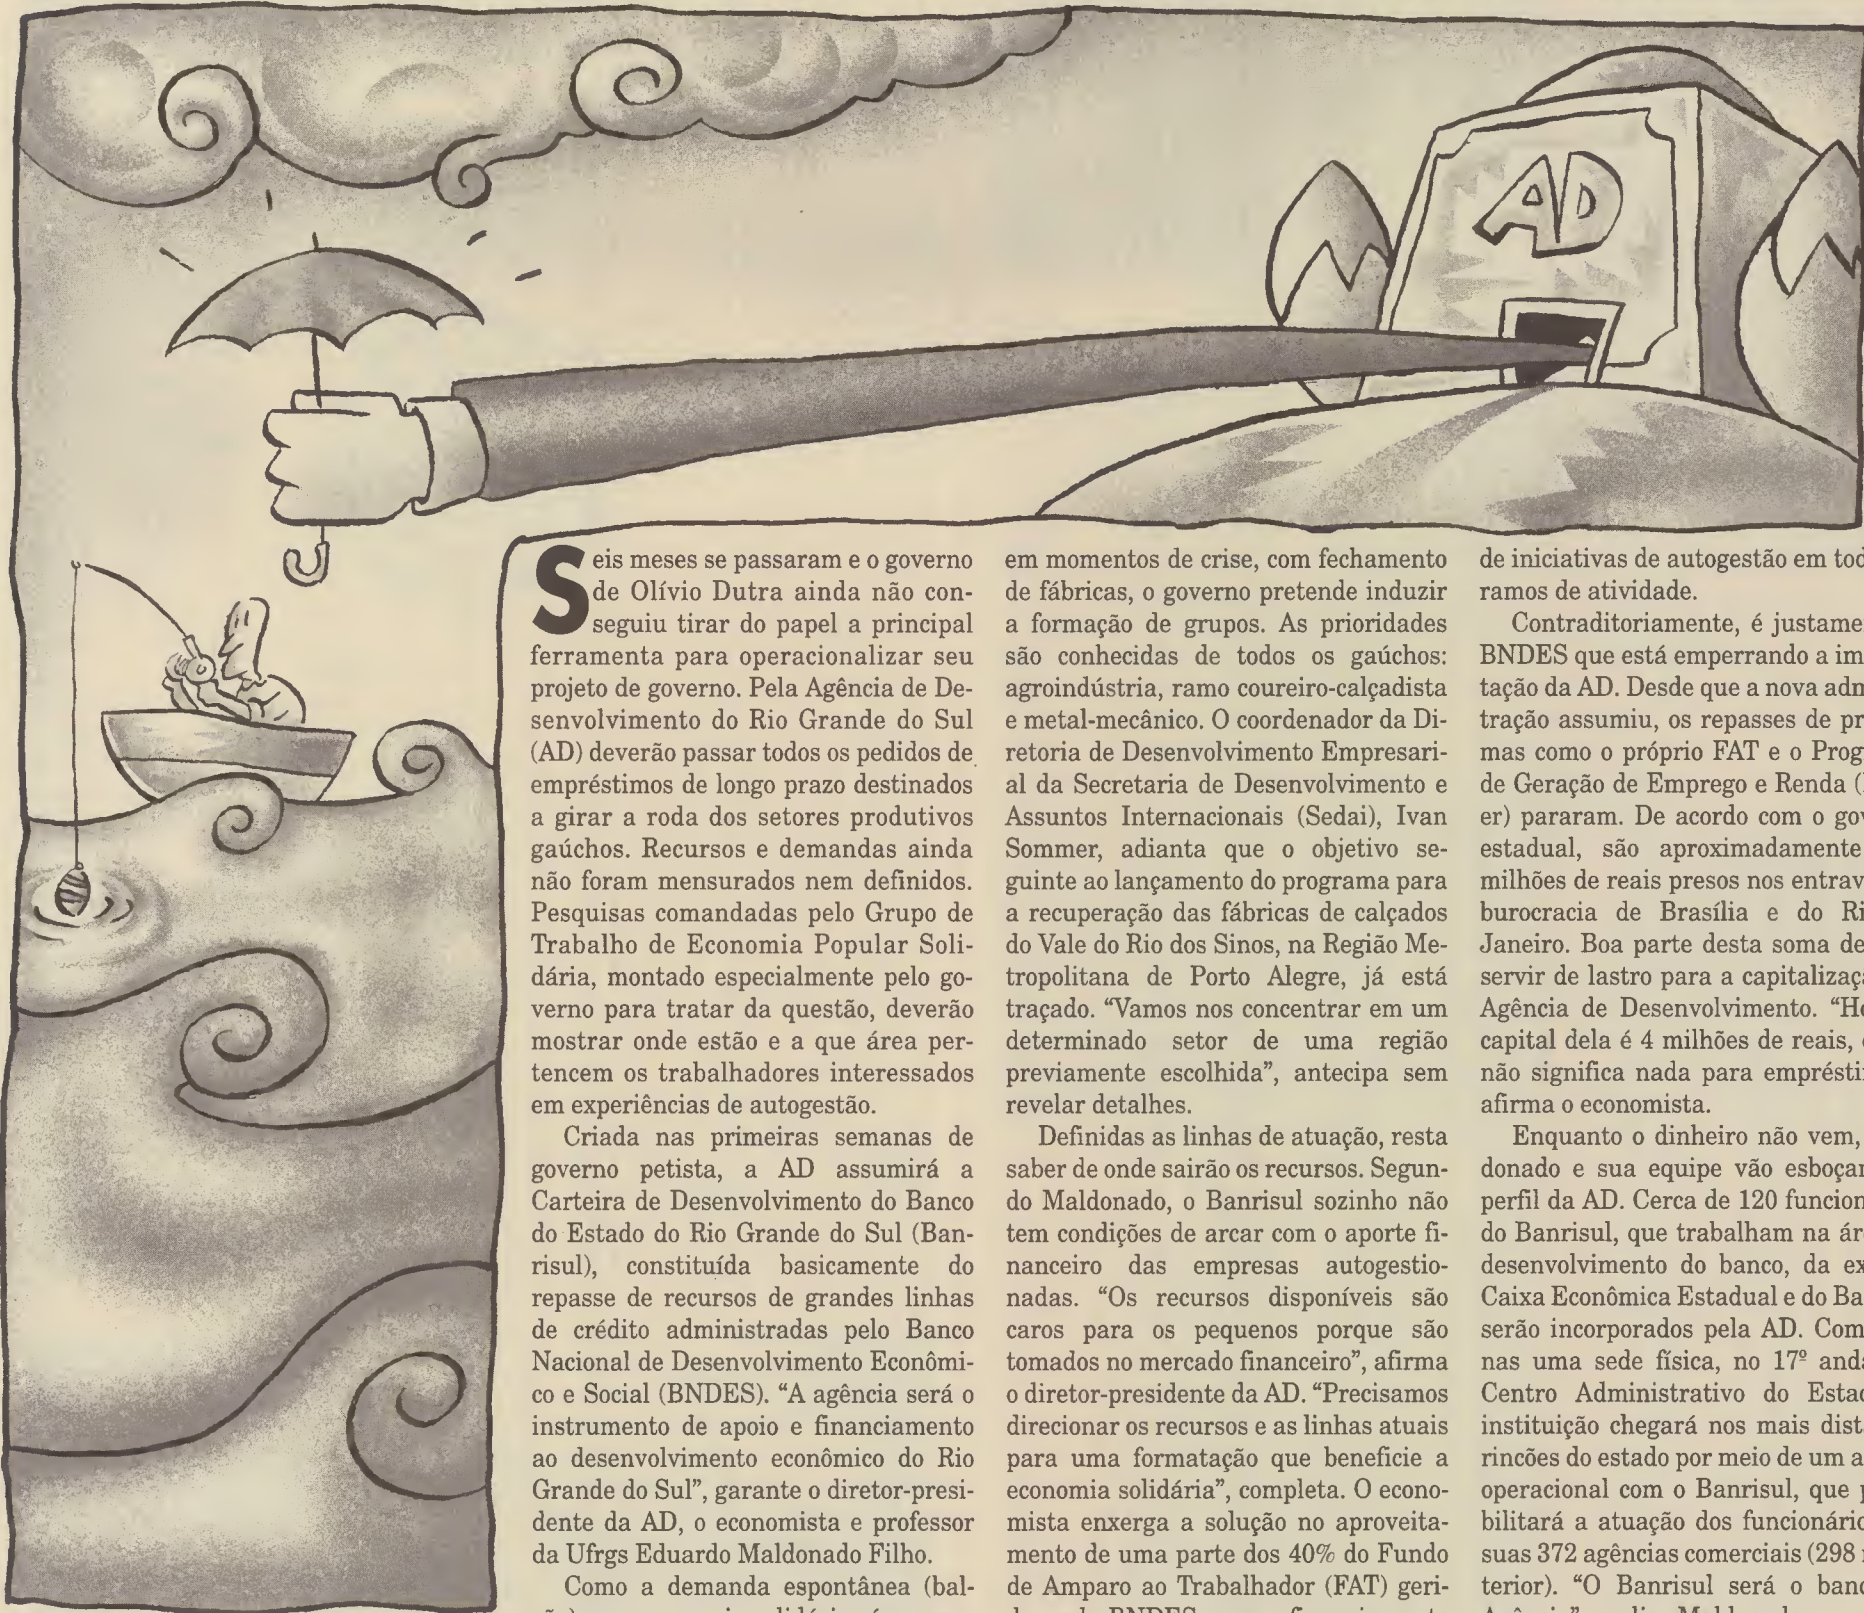 AD
Seis meses se passaram e o governo
de Olívio Dutra ainda não con-
seguiu tirar do papel a principal
ferramenta para operacionalizar seu
projeto de governo. Pela Agência de De-
senvolvimento do Rio Grande do Sul
(AD) deverão passar todos os pedidos de
empréstimos de longo prazo destinados
a girar a roda dos setores produtivos
gaúchos. Recursos e demandas ainda
não foram mensurados nem definidos.
Pesquisas comandadas pelo Grupo de
Trabalho de Economia Popular Soli-
dária, montado especialmente pelo go-
verno para tratar da questão, deverão
mostrar onde estão e a que área per-
tencem os trabalhadores interessados
em experiências de autogestão.
Criada nas primeiras semanas de
governo petista, a AD assumirá a
Carteira de Desenvolvimento do Banco
do Estado do Rio Grande do Sul (Ban-
risul), constituída basicamente do
repasse de recursos de grandes linhas
de crédito administradas pelo Banco
Nacional de Desenvolvimento Econômi-
co e Social (BNDES). “A agência será o
instrumento de apoio e financiamento
ao desenvolvimento econômico do Rio
Grande do Sul”, garante o diretor-presi-
dente da AD, o economista e professor
da Ufrgs Eduardo Maldonado Filho.
Como a demanda espontânea (bal-
em momentos de crise, com fechamento
de fábricas, o governo pretende induzir
a formação de grupos. As prioridades
são conhecidas de todos os gaúchos:
agroindústria, ramo coureiro-calçadista
e metal-mecânico. O coordenador da Di-
retoria de Desenvolvimento Empresari-
al da Secretaria de Desenvolvimento e
Assuntos Internacionais (Sedai), Ivan
Sommer, adianta que o objetivo se-
guinte ao lançamento do programa para
a recuperação das fábricas de calçados
do Vale do Rio dos Sinos, na Região Me-
tropolitana de Porto Alegre, já está
traçado. “Vamos nos concentrar em um
determinado setor de uma região
previamente escolhida”, antecipa sem
revelar detalhes.
Definidas as linhas de atuação, resta
saber de onde sairão os recursos. Segun-
do Maldonado, o Banrisul sozinho não
tem condições de arcar com o aporte fi-
nanceiro das empresas autogestio-
nadas. “Os recursos disponíveis são
caros para os pequenos porque são
tomados no mercado financeiro”, afirma
o diretor-presidente da AD. “Precisamos
direcionar os recursos e as linhas atuais
para uma formatação que beneficie a
economia solidária”, completa. O econo-
mista enxerga a solução no aproveita-
mento de uma parte dos 40% do Fundo
de Amparo ao Trabalhador (FAT) geri-
de iniciativas de autogestão em tod
ramos de atividade.
Contraditoriamente, é justame
BNDES que está emperrando a im
tação da AD. Desde que a nova adm
tração assumiu, os repasses de pr
mas como o próprio FAT e o Prog
de Geração de Emprego e Renda (
er) pararam. De acordo com o gov
estadual, são aproximadamente
milhões de reais presos nos entrav
burocracia de Brasília e do Ri
Janeiro. Boa parte desta soma de
servir de lastro para a capitalizaç
Agência de Desenvolvimento. “Ho
capital dela é 4 milhões de reais,
não significa nada para emprésti
afirma o economista.
Enquanto o dinheiro não vem,
donado e sua equipe vão esboça
perfil da AD. Cerca de 120 funcion
do Banrisul, que trabalham na ár
desenvolvimento do banco, da ex
Caixa Econômica Estadual e do Ba
serão incorporados pela AD. Com
nas uma sede física, no 17º anda
Centro Administrativo do Estad
instituição chegará nos mais dist
rincões do estado por meio de um a
operacional com o Banrisul, que p
bilitará a atuação dos funcionário
suas 372 agências comerciais (298
terior). “O Banrisul será o banc